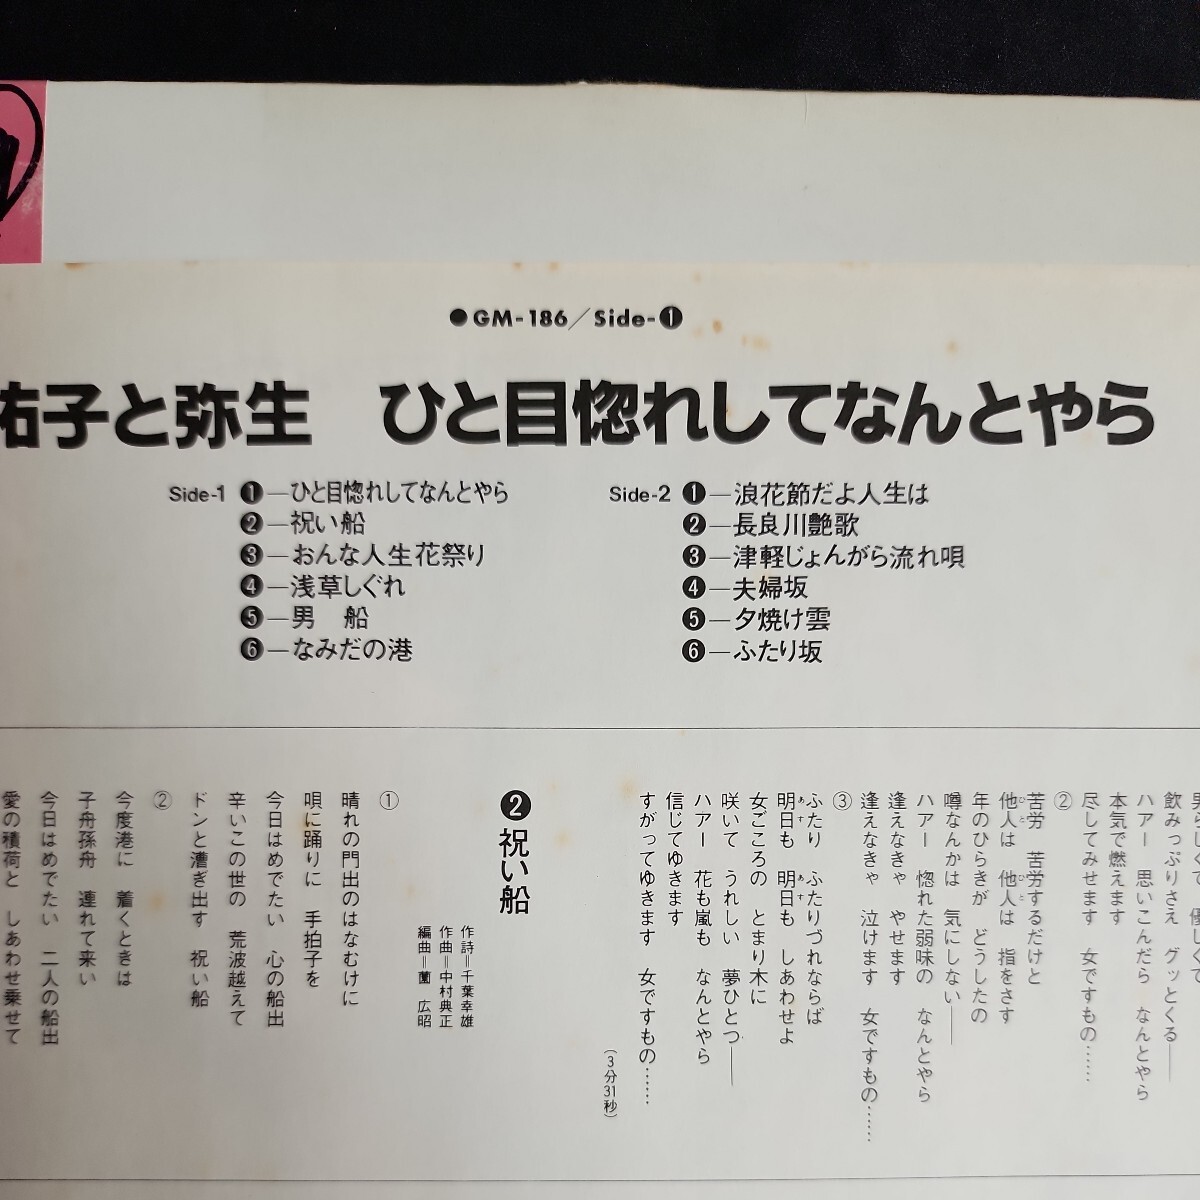 ●GM-186／Side-❶
祐子と弥生　ひと目惚れしてなんとやら
Side-1 ❶―ひと目惚れしてなんとやら
❷―祝い船
❸―おんな人生花祭り
❹―浅草しぐれ
❺―男　船
❻―なみだの港
Side-2 ❶―浪花節だよ人生は
❷―長良川艶歌
❸―津軽じょんがら流れ唄
❹―夫婦坂
❺―夕焼け雲
❻―ふたり坂
飲みっぷりさえ　グッとくる――
ハアー　思いこんだら　なんとやら
本気で燃えます
尽してみせます　女ですもの……
②
苦労　苦労するだけと
他人は　他人は　指をさす
年のひらきが　どうしたの
噂なんかは　気にしない――
ハアー　惚れた弱味の　なんとやら
逢えなきゃ　やせます
逢えなきゃ　泣けます　女ですもの……
③
ふたり　ふたりづれならば
明日も　明日も　しあわせよ
女ごころの　とまり木に
咲いて　うれしい　夢ひとつ――
ハアー　花も嵐も　なんとやら
信じてゆきます
すがってゆきます　女ですもの……
（3分31秒）
❷祝い船
作詩＝千葉幸雄
作曲＝中村典正
編曲＝薗　広昭
①
晴れの門出のはなむけに
唄に踊りに　手拍子を
今日はめでたい　心の船出
辛いこの世の　荒波越えて
ドンと漕ぎ出す　祝い船
②
今度港に　着くときは
子舟孫舟　連れて来い
今日はめでたい　二人の船出
愛の積荷と　しあわせ乗せて